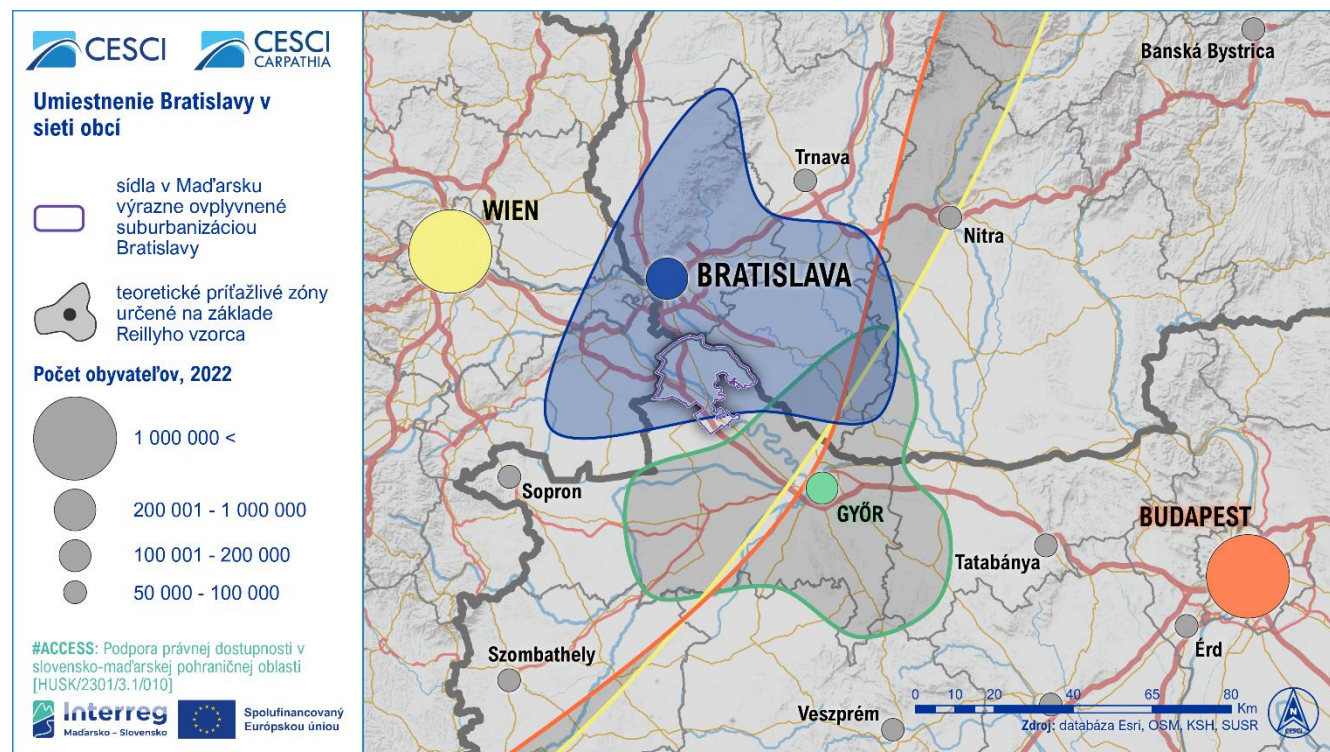 CESCI
CESCI
CARPATHIA
Umiestnenie Bratislavy v
sieti obcí
sídla v Maďarsku
výrazne ovplyvnené
suburbanizáciou
Bratislavy
teoretické príťažlivé zóny
určené na základe
Reillyho vzorca
Počet obyvateľov, 2022
1 000 000 <
200 001 - 1 000 000
100 001 - 200 000
50 000 - 100 000
#ACCESS: Podpora právnej dostupnosti v
slovensko-maďarskej pohraničnej oblasti
[HUSK/2301/3.1/010]
Interreg
Maďarsko – Slovensko
Spolufinancovaný
Európskou úniou
Banská Bystrica
Trnava
WIEN
Nitra
BRATISLAVA
Sopron
GYŐR
BUDAPEST
Tatabánya
Érd
Szombathely
Veszprém
0 10 20 40 65 80
Km
Zdroj: databáza Esri, OSM, KSH, SUSR
N
CESCI